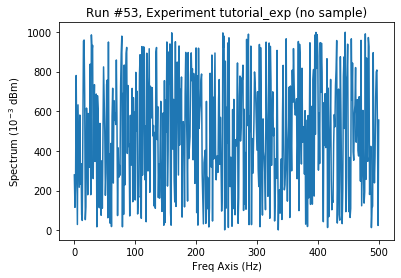 Run #53, Experiment tutorial_exp (no sample)
Spectrum (10⁻³ dBm)
1000
800
600
400
200
0
0 100 200 300 400 500
Freq Axis (Hz)